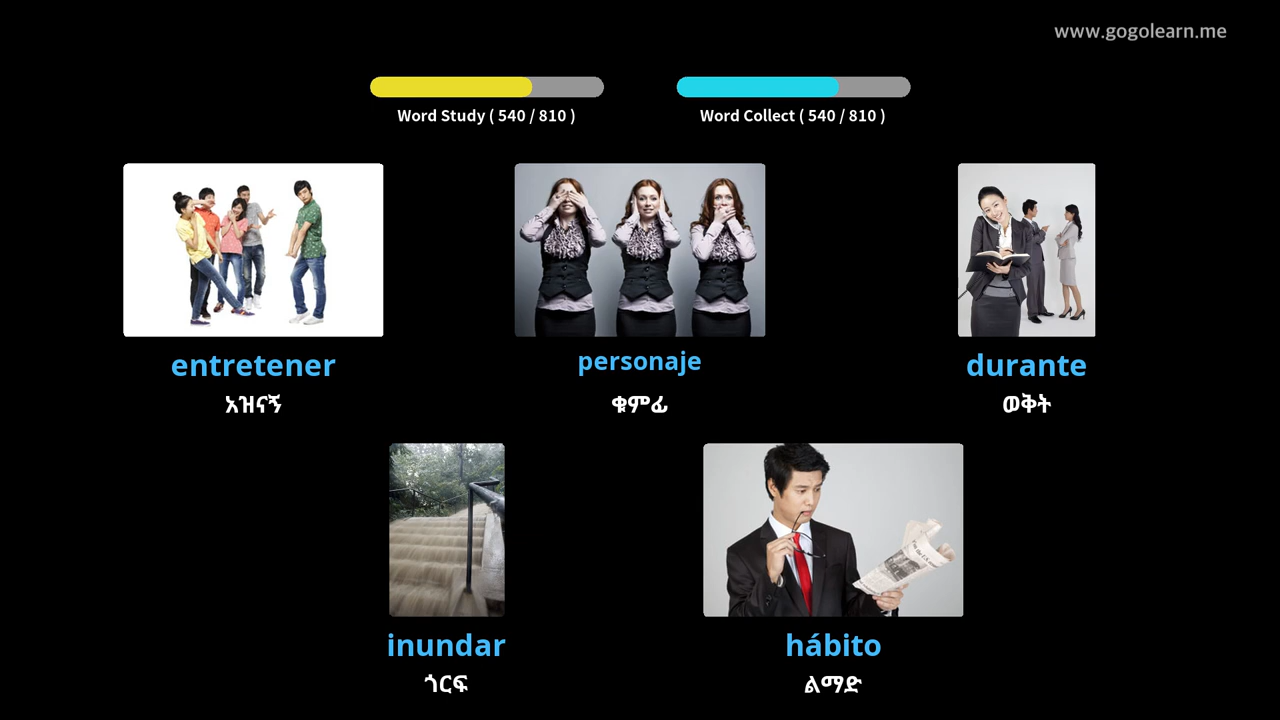 www.gogolearn.me
Word Study ( 540 / 810 )
Word Collect ( 540 / 810 )
entretener
personaje
durante
አዝናኝ
ቁምፊ
ወቅት
inundar
hábito
ጎርፍ
ልማድ